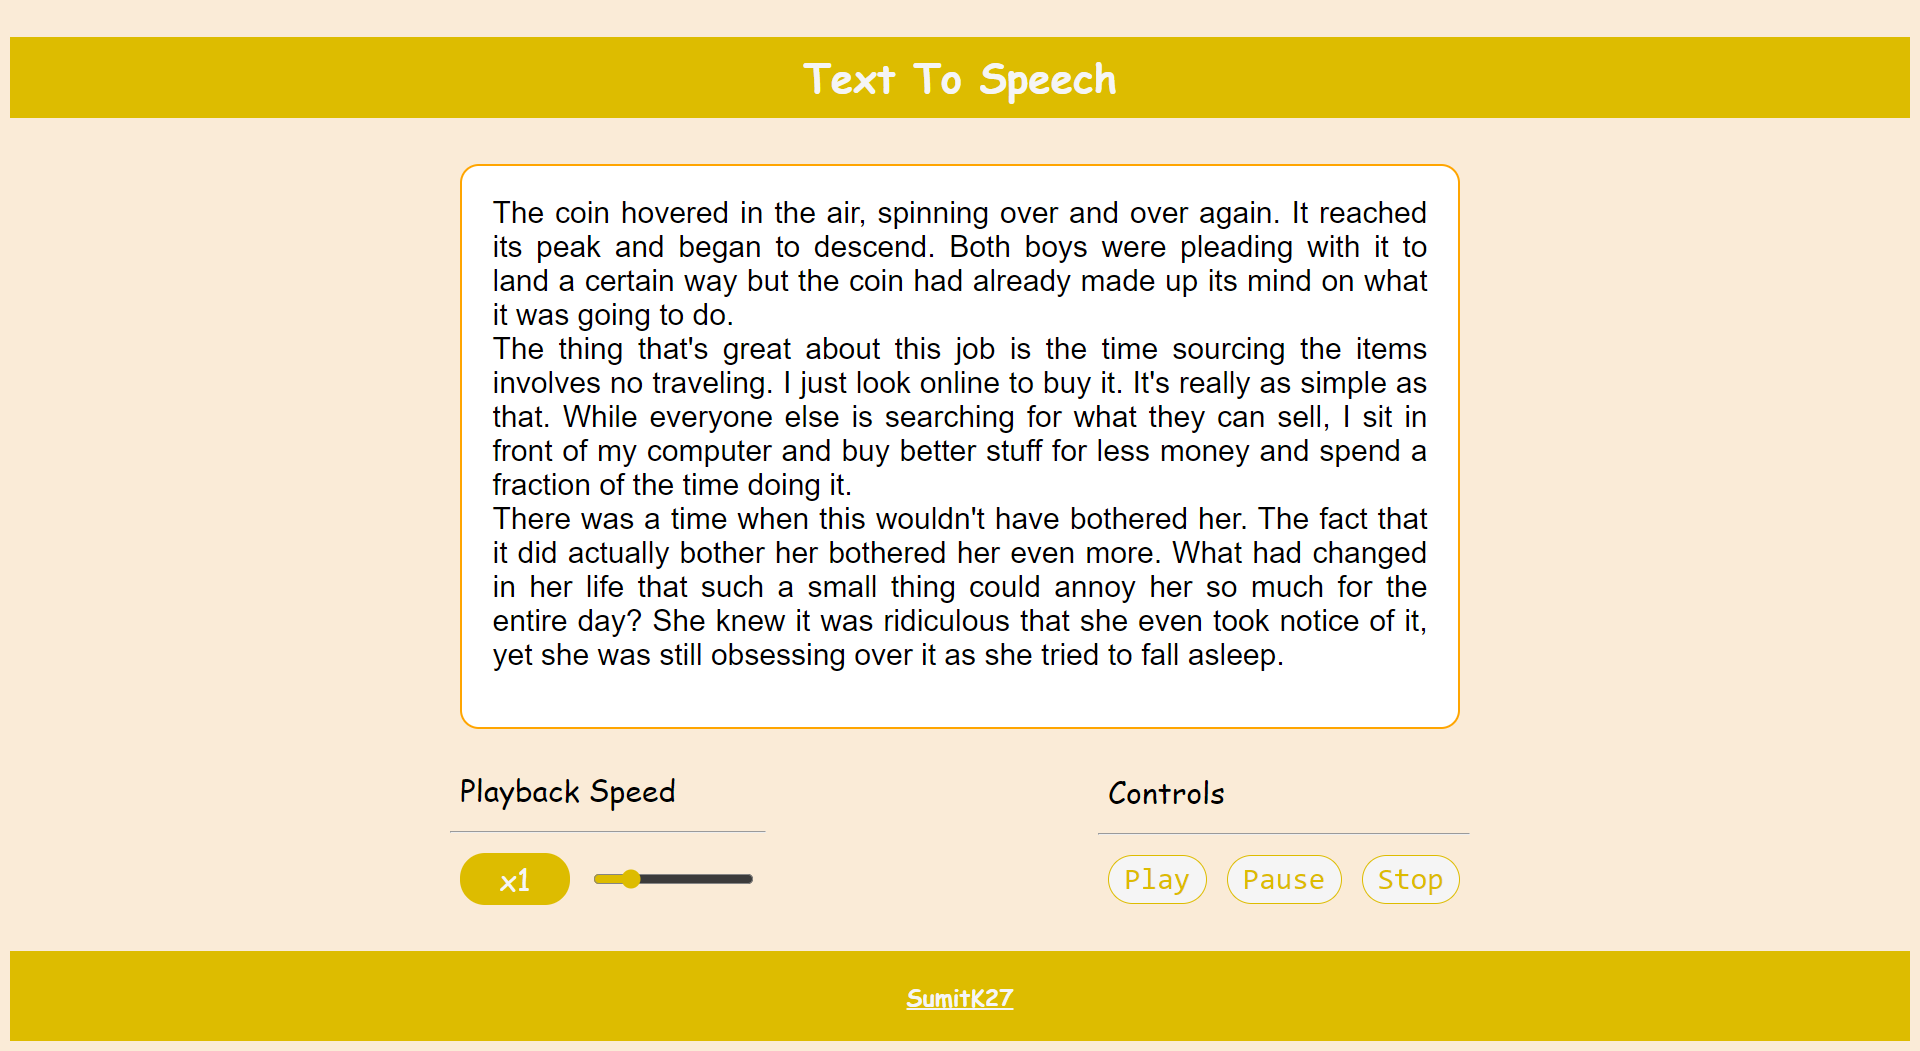 Text To Speech
The coin hovered in the air, spinning over and over again. It reached
its peak and began to descend. Both boys were pleading with it to
land a certain way but the coin had already made up its mind on what
it was going to do.
The thing that's great about this job is the time sourcing the items
involves no traveling. I just look online to buy it. It's really as simple as
that. While everyone else is searching for what they can sell, I sit in
front of my computer and buy better stuff for less money and spend a
fraction of the time doing it.
There was a time when this wouldn't have bothered her. The fact that
it did actually bother her bothered her even more. What had changed
in her life that such a small thing could annoy her so much for the
entire day? She knew it was ridiculous that she even took notice of it,
yet she was still obsessing over it as she tried to fall asleep.
Playback Speed
x1
Controls
Play Pause Stop
SumitK27